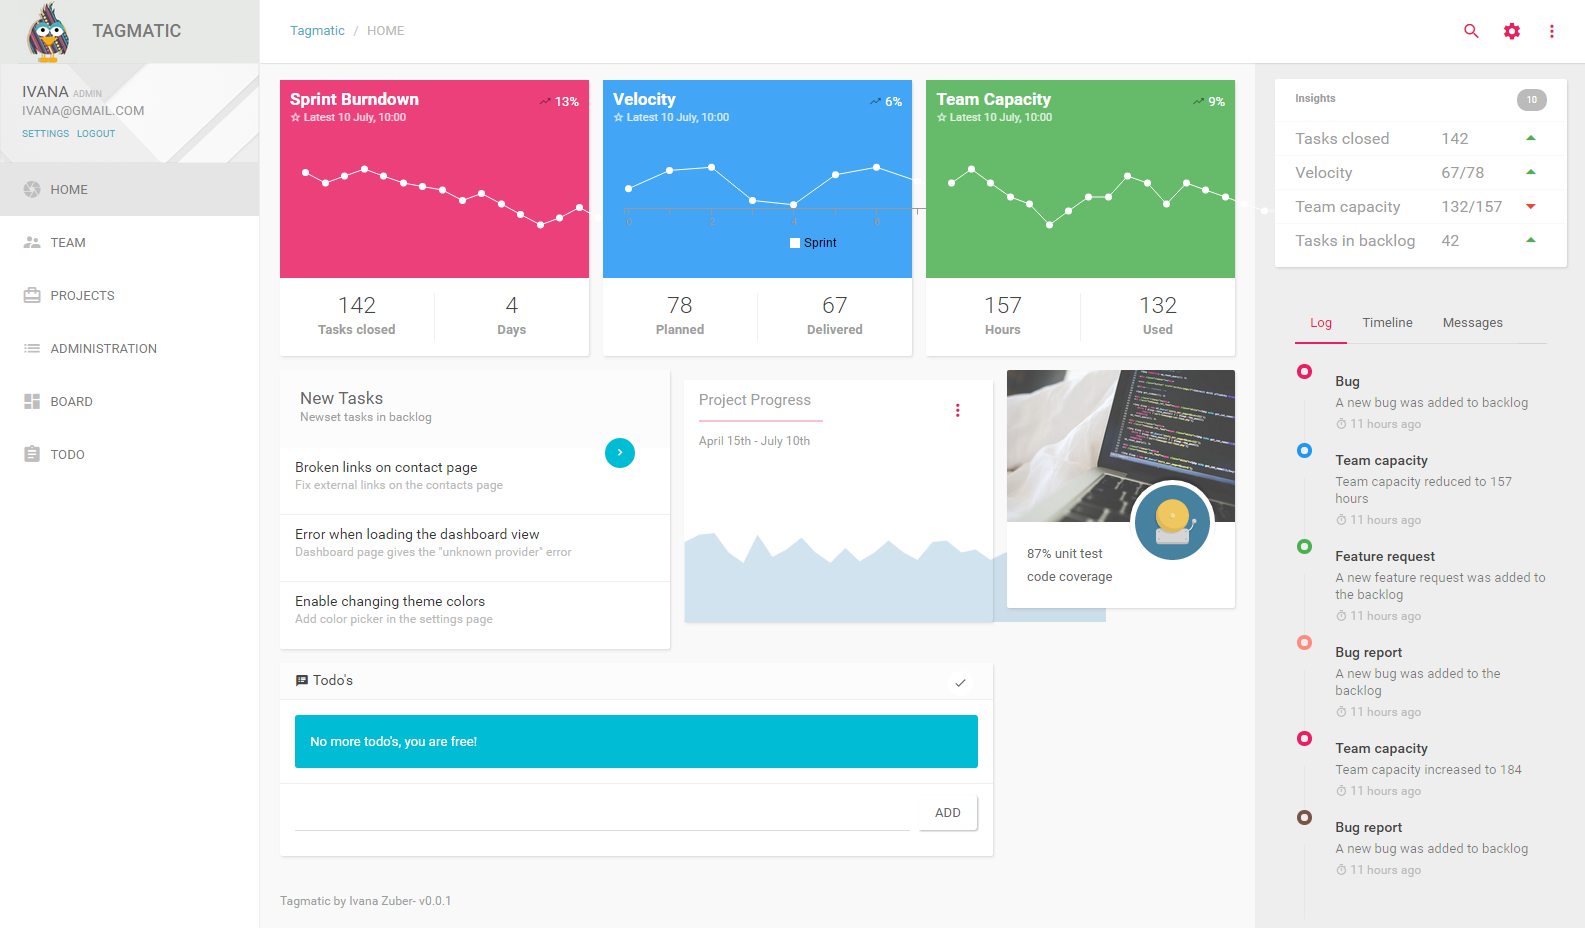 TAGMATIC
Tagmatic / HOME
IVANA ADMIN
IVANA@GMAIL.COM
SETTINGS LOGOUT
HOME
TEAM
PROJECTS
ADMINISTRATION
BOARD
TODO
Sprint Burndown
13%
Latest 10 July, 10:00
142
Tasks closed
4
Days
Velocity
6%
Latest 10 July, 10:00
0 2 4 6
Sprint
78
Planned
67
Delivered
Team Capacity
9%
Latest 10 July, 10:00
157
Hours
132
Used
New Tasks
Newset tasks in backlog
Broken links on contact page
Fix external links on the contacts page
Error when loading the dashboard view
Dashboard page gives the "unknown provider" error
Enable changing theme colors
Add color picker in the settings page
Project Progress
April 15th - July 10th
87% unit test
code coverage
Todo's
No more todo's, you are free!
ADD
Tagmatic by Ivana Zuber- v0.0.1
Insights
10
Tasks closed 142
Velocity 67/78
Team capacity 132/157
Tasks in backlog 42
Log Timeline Messages
Bug
A new bug was added to backlog
11 hours ago
Team capacity
Team capacity reduced to 157
hours
11 hours ago
Feature request
A new feature request was added to
the backlog
11 hours ago
Bug report
A new bug was added to the
backlog
11 hours ago
Team capacity
Team capacity increased to 184
11 hours ago
Bug report
A new bug was added to backlog
11 hours ago